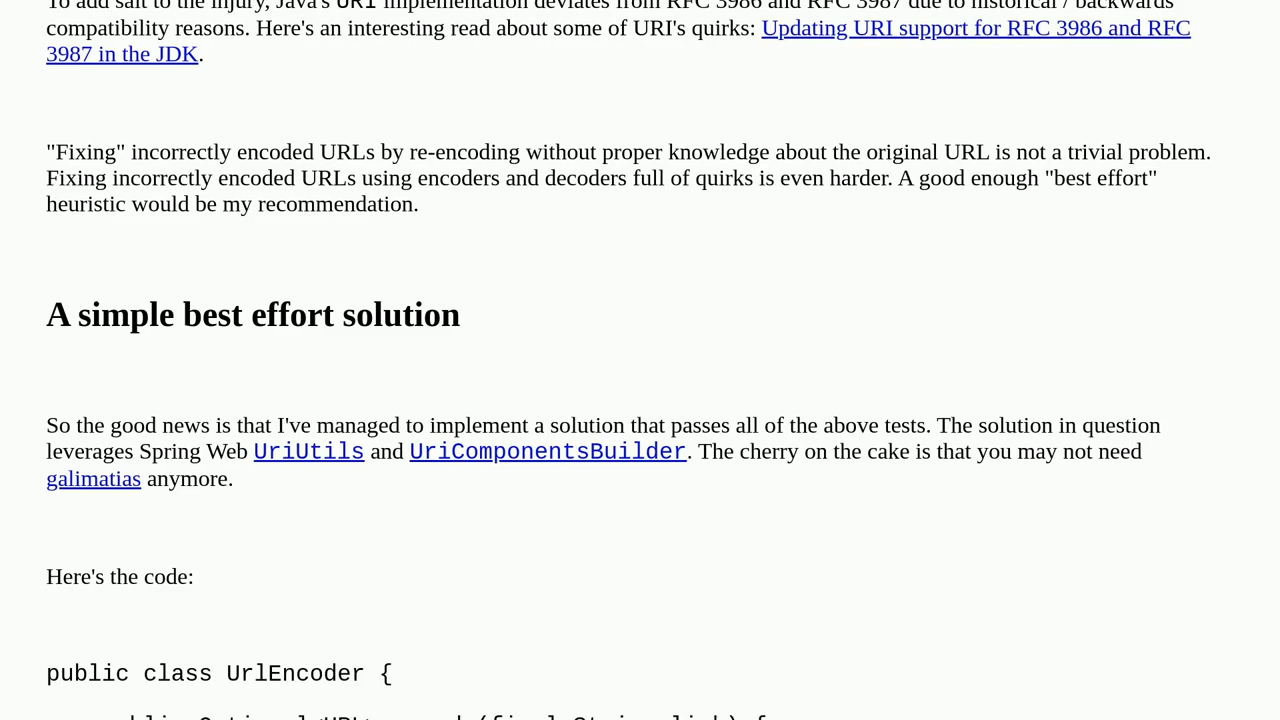 To add salt to the injury, Java's URI implementation deviates from RFC 3986 and RFC 3987 due to historical / backwards
compatibility reasons. Here's an interesting read about some of URI's quirks: Updating URI support for RFC 3986 and RFC
3987 in the JDK.
"Fixing" incorrectly encoded URLs by re-encoding without proper knowledge about the original URL is not a trivial problem.
Fixing incorrectly encoded URLs using encoders and decoders full of quirks is even harder. A good enough "best effort"
heuristic would be my recommendation.
A simple best effort solution
So the good news is that I've managed to implement a solution that passes all of the above tests. The solution in question
leverages Spring Web UriUtils and UriComponentsBuilder. The cherry on the cake is that you may not need
galimatias anymore.
Here's the code:
public class UrlEncoder {